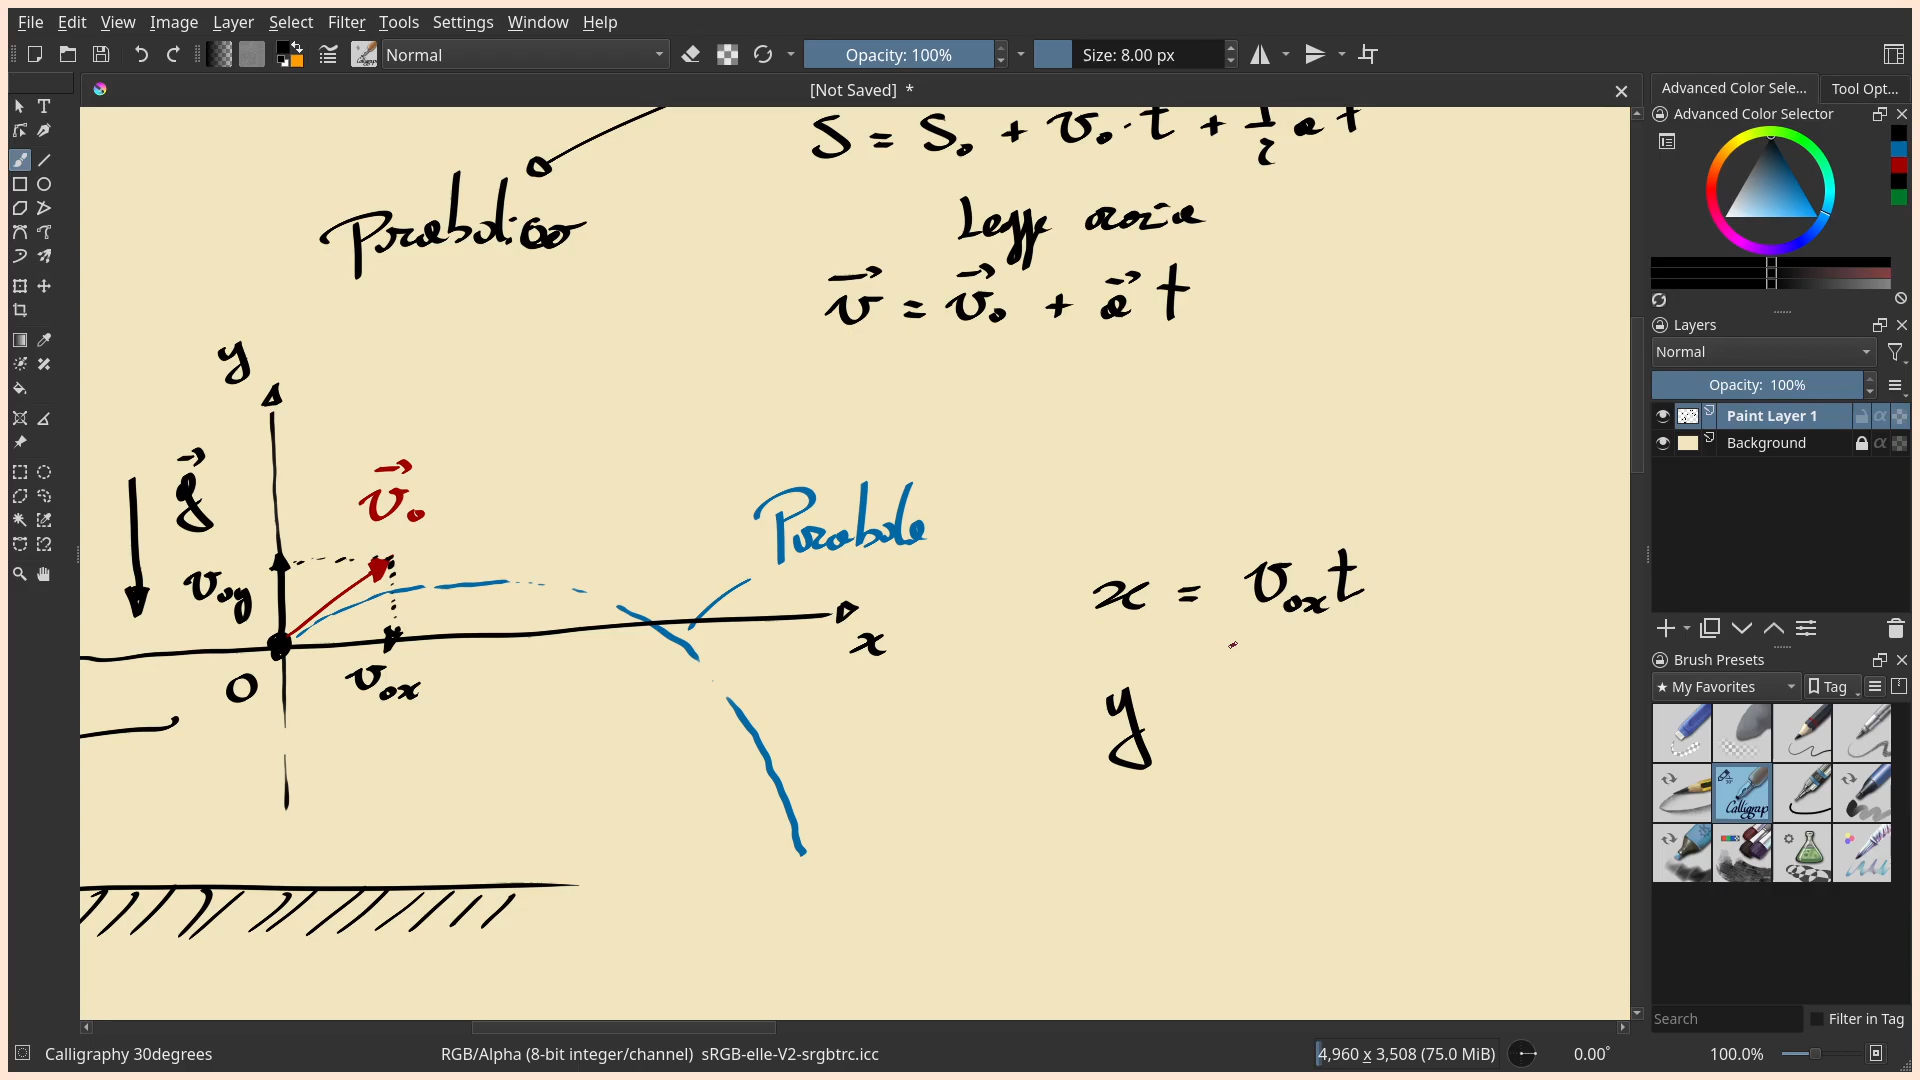 File Edit View Image Layer Select Filter Tools Settings Window Help
Normal Opacity: 100% Size: 8.00 px
[Not Saved] *
Advanced Color Sele... Tool Opt...
Advanced Color Selector
S = S₀ + v₀ · t + 1/2 a t
Parabolico
Legge oraria
v⃗ = v⃗₀ + a⃗ t
y
g⃗
v⃗₀
Parabola
v₀y
x
O
v₀x
x = v₀x t
y
Layers
Normal
Opacity: 100%
Paint Layer 1
Background
Brush Presets
★ My Favorites Tag
Calligraphy
Search Filter in Tag
Calligraphy 30degrees RGB/Alpha (8-bit integer/channel) sRGB-elle-V2-srgbtrc.icc 4,960 x 3,508 (75.0 MiB) 0.00° 100.0%